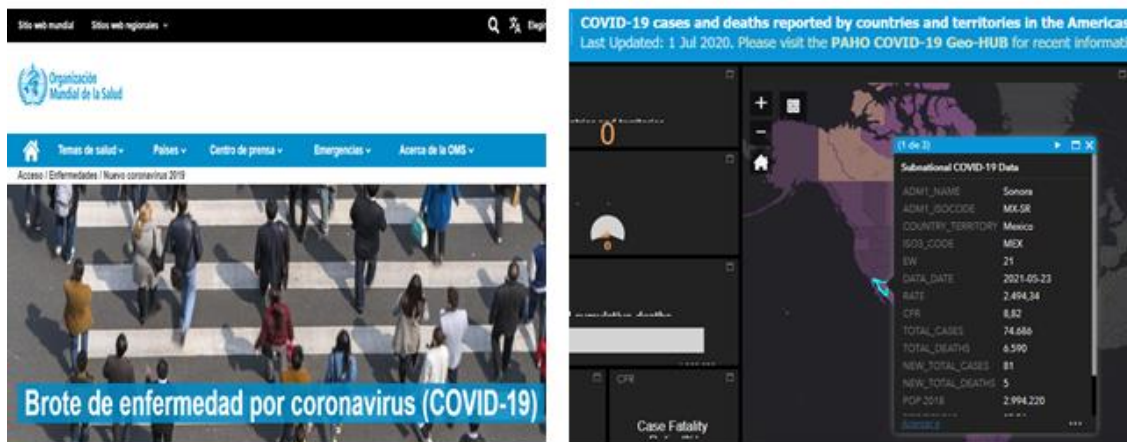 Sitio web mundial Sitios web regionales
Organización
Mundial de la Salud
Temas de salud Países Centro de prensa Emergencias Acerca de la OMS
Acceso / Enfermedades / Nuevo coronavirus 2019
Brote de enfermedad por coronavirus (COVID-19)
COVID-19 cases and deaths reported by countries and territories in the Americas
Last Updated: 1 Jul 2020. Please visit the PAHO COVID-19 Geo-HUB for recent informati
0
0
cumulative deaths
CFR
Case Fatality
+
−
(1 de 3)
Subnational COVID-19 Data
ADM1_NAME Sonora
ADM1_ISOCODE MX-SR
COUNTRY_TERRITORY Mexico
ISO3_CODE MEX
EW 21
DATA_DATE 2021-05-23
RATE 2.494,34
CFR 8,82
TOTAL_CASES 74.686
TOTAL_DEATHS 6.590
NEW_TOTAL_CASES 81
NEW_TOTAL_DEATHS 5
POP 2018 2.994.220
Acercar a